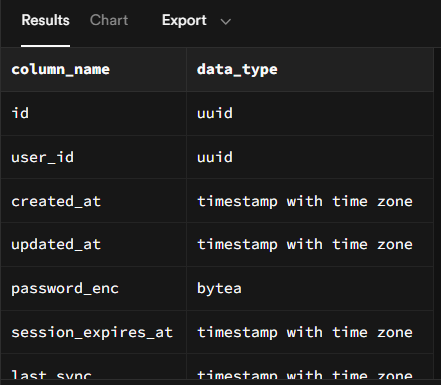 Results Chart Export
column_name data_type
id uuid
user_id uuid
created_at timestamp with time zone
updated_at timestamp with time zone
password_enc bytea
session_expires_at timestamp with time zone
last_sync timestamp with time zone